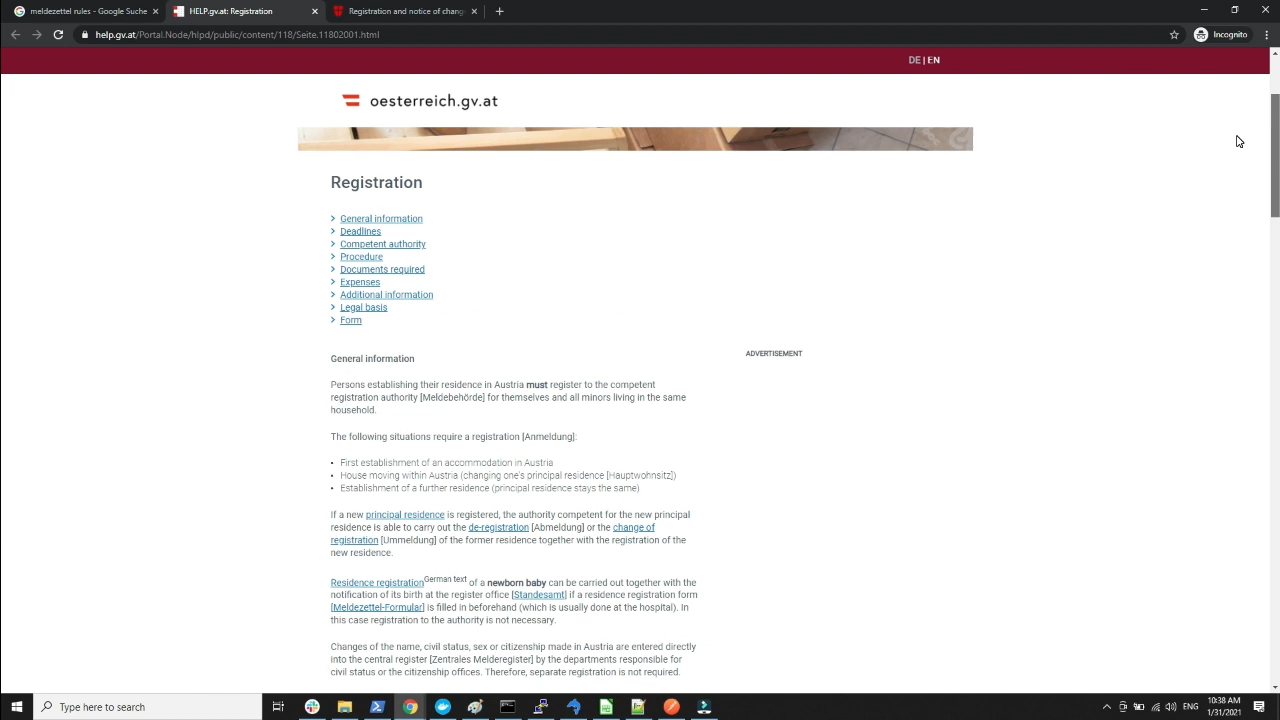 meldezettel rules - Google Suche
HELP.gv.at: Registration
Registration and entries of chang
help.gv.at/Portal.Node/hlpd/public/content/118/Seite.11802001.html
Incognito
DE | EN
oesterreich.gv.at
Registration
General information
Deadlines
Competent authority
Procedure
Documents required
Expenses
Additional information
Legal basis
Form
General information
ADVERTISEMENT
Persons establishing their residence in Austria must register to the competent
registration authority [Meldebehörde] for themselves and all minors living in the same
household.
The following situations require a registration [Anmeldung]:
• First establishment of an accommodation in Austria
• House moving within Austria (changing one's principal residence [Hauptwohnsitz])
• Establishment of a further residence (principal residence stays the same)
If a new principal residence is registered, the authority competent for the new principal
residence is able to carry out the de-registration [Abmeldung] or the change of
registration [Ummeldung] of the former residence together with the registration of the
new residence.
Residence registration German text of a newborn baby can be carried out together with the
notification of its birth at the register office [Standesamt] if a residence registration form
[Meldezettel-Formular] is filled in beforehand (which is usually done at the hospital). In
this case registration to the authority is not necessary.
Changes of the name, civil status, sex or citizenship made in Austria are entered directly
into the central register [Zentrales Melderegister] by the departments responsible for
civil status or the citizenship offices. Therefore, separate registration is not required.
Type here to search
ENG
10:38 AM
1/31/2021